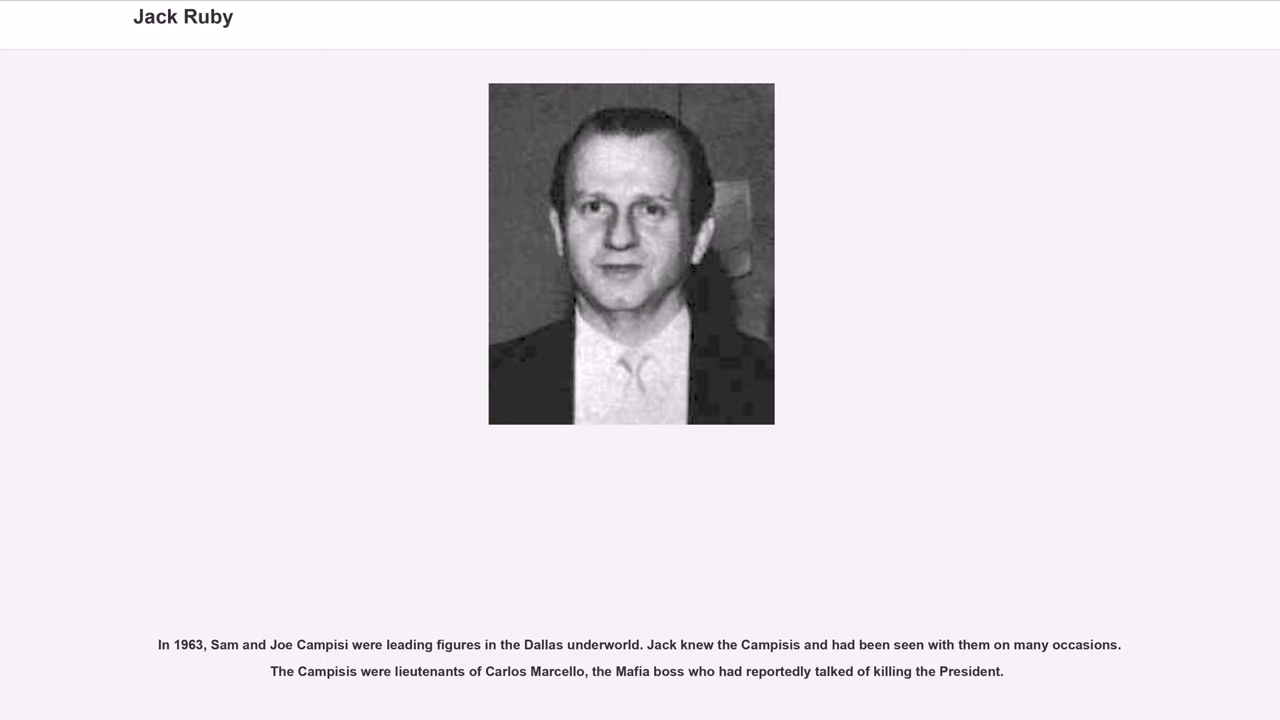 Jack Ruby
In 1963, Sam and Joe Campisi were leading figures in the Dallas underworld. Jack knew the Campisis and had been seen with them on many occasions.
The Campisis were lieutenants of Carlos Marcello, the Mafia boss who had reportedly talked of killing the President.